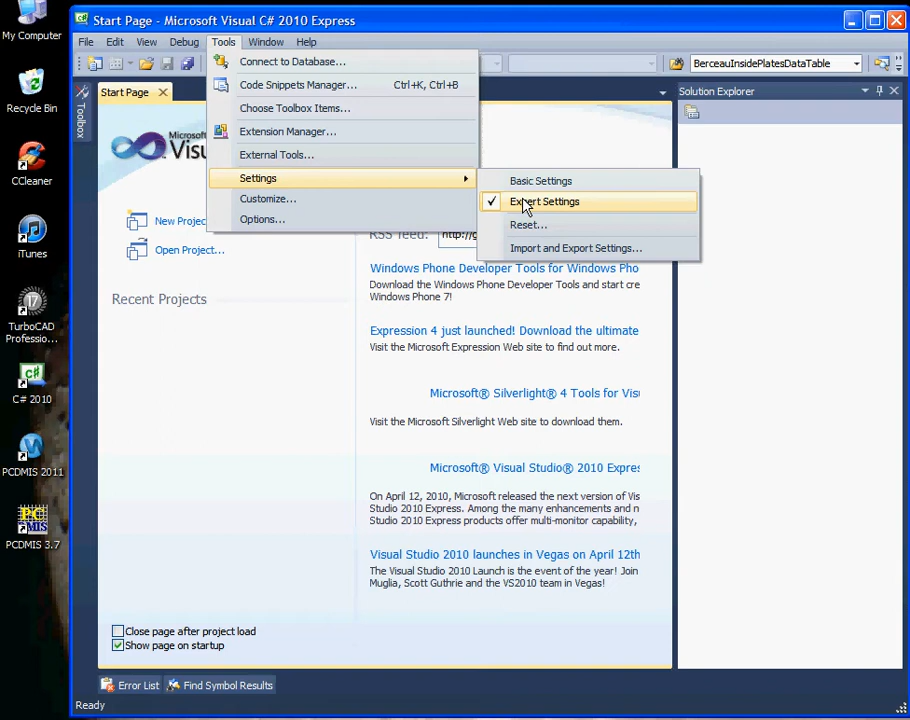 My Computer
Recycle Bin
CCleaner
iTunes
TurboCAD
Professio...
C# 2010
PCDMIS 2011
PCDMIS 3.7
Start Page - Microsoft Visual C# 2010 Express
File Edit View Debug Tools Window Help
BerceauInsidePlatesDataTable
Toolbox
Start Page
Solution Explorer
Connect to Database...
Code Snippets Manager... Ctrl+K, Ctrl+B
Choose Toolbox Items...
Extension Manager...
External Tools...
Settings
Customize...
Options...
Basic Settings
Expert Settings
Reset...
Import and Export Settings...
Microsof
Visu
New Projec
Open Project...
Recent Projects
RSS feed: http://g
Windows Phone Developer Tools for Windows Pho
Download the Windows Phone Developer Tools and start cre
Windows Phone 7!
Expression 4 just launched! Download the ultimate
Visit the Microsoft Expression Web site to find out more.
Microsoft® Silverlight® 4 Tools for Visu
Visit the Microsoft Silverlight Web site to download them.
Microsoft® Visual Studio® 2010 Expres
On April 12, 2010, Microsoft released the next version of Vis
Studio 2010 Express. Among the many enhancements and n
Studio 2010 Express products offer multi-monitor capability,
Visual Studio 2010 launches in Vegas on April 12th
The Visual Studio 2010 Launch is the event of the year! Join
Muglia, Scott Guthrie and the VS2010 team in Vegas!
Close page after project load
Show page on startup
Error List Find Symbol Results
Ready